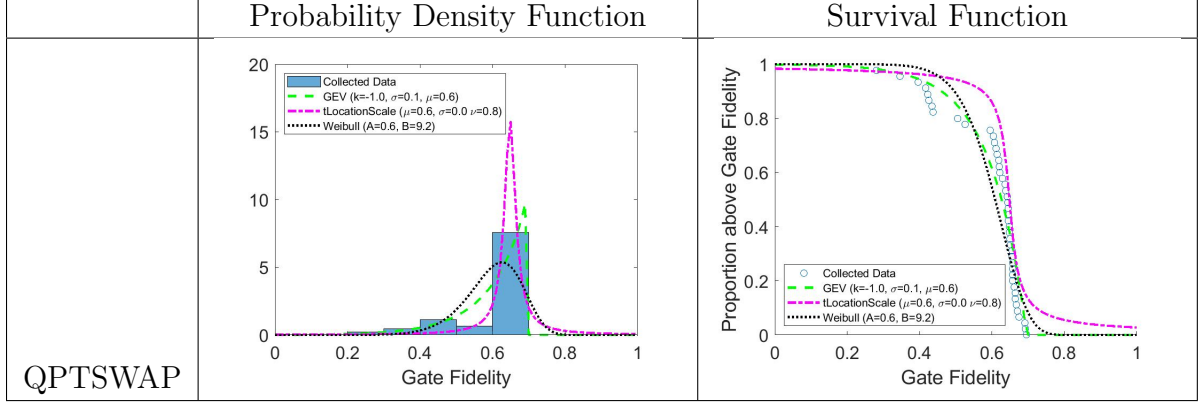 Probability Density Function
Survival Function
QPTSWAP
20
15
10
5
0
0
0.2
0.4
0.6
0.8
1
Gate Fidelity
Collected Data
GEV (k=-1.0, σ=0.1, μ=0.6)
tLocationScale (μ=0.6, σ=0.0 ν=0.8)
Weibull (A=0.6, B=9.2)
Proportion above Gate Fidelity
1
0.8
0.6
0.4
0.2
0
0
0.2
0.4
0.6
0.8
1
Gate Fidelity
Collected Data
GEV (k=-1.0, σ=0.1, μ=0.6)
tLocationScale (μ=0.6, σ=0.0 ν=0.8)
Weibull (A=0.6, B=9.2)